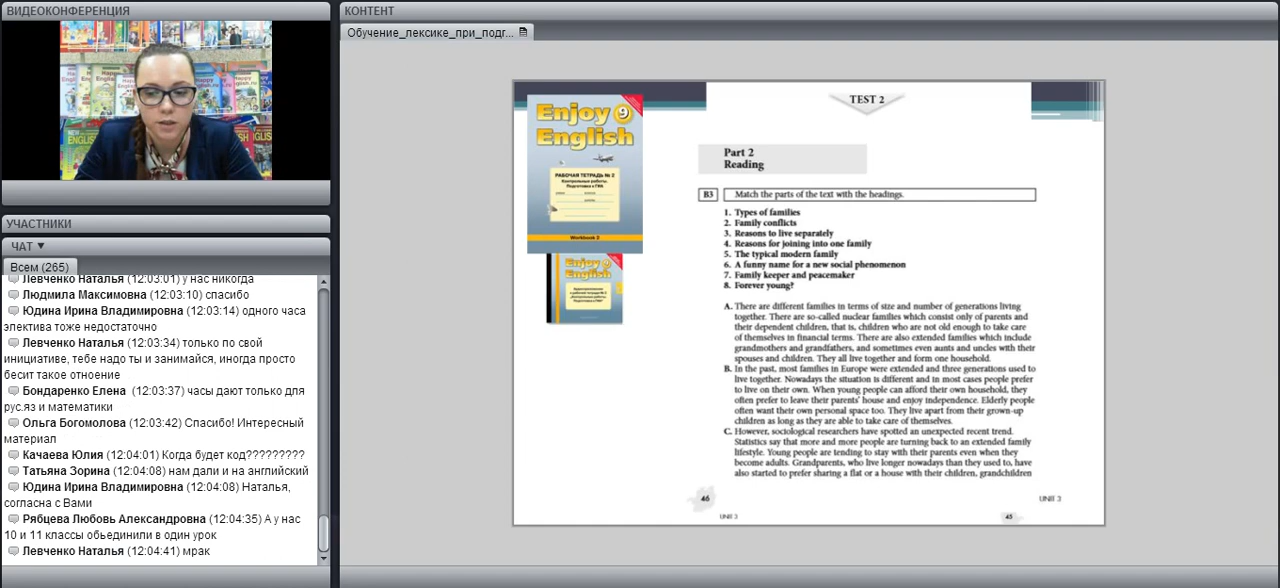 ВИДЕОКОНФЕРЕНЦИЯ
УЧАСТНИКИ
ЧАТ ▼
Всем (265)
Левченко Наталья (12:03:01) у нас никогда
Людмила Максимовна (12:03:10) спасибо
Юдина Ирина Владимировна (12:03:14) одного часа
электива тоже недостаточно
Левченко Наталья (12:03:34) только по свой
инициативе, тебе надо ты и занимайся, иногда просто
бесит такое отноение
Бондаренко Елена (12:03:37) часы дают только для
рус.яз и математики
Ольга Богомолова (12:03:42) Спасибо! Интересный
материал
Качаева Юлия (12:04:01) Когда будет код?????????
Татьяна Зорина (12:04:08) нам дали и на английский
Юдина Ирина Владимировна (12:04:08) Наталья,
согласна с Вами
Рябцева Любовь Александровна (12:04:35) А у нас
10 и 11 классы обьединили в один урок
Левченко Наталья (12:04:41) мрак
КОНТЕНТ
Обучение_лексике_при_подг...
Enjoy 9
English
РАБОЧАЯ ТЕТРАДЬ № 2
Контрольные работы.
Подготовка к ГИА
Workbook 2
Enjoy 9
English
TEST 2
Part 2
Reading
B3 Match the parts of the text with the headings.
1. Types of families
2. Family conflicts
3. Reasons to live separately
4. Reasons for joining into one family
5. The typical modern family
6. A funny name for a new social phenomenon
7. Family keeper and peacemaker
8. Forever young?
A. There are different families in terms of size and number of generations living
together. There are so-called nuclear families which consist only of parents and
their dependent children, that is, children who are not old enough to take care
of themselves in financial terms. There are also extended families which include
grandmothers and grandfathers, and sometimes even aunts and uncles with their
spouses and children. They all live together and form one household.
B. In the past, most families in Europe were extended and three generations used to
live together. Nowadays the situation is different and in most cases people prefer
to live on their own. When young people can afford their own household, they
often prefer to leave their parents' house and enjoy independence. Elderly people
often want their own personal space too. They live apart from their grown-up
children as long as they are able to take care of themselves.
C. However, sociological researchers have spotted an unexpected recent trend.
Statistics say that more and more people are turning back to an extended family
lifestyle. Young people are tending to stay with their parents even when they
become adults. Grandparents, who live longer nowadays than they used to, have
also started to prefer sharing a flat or a house with their children, grandchildren
46
UNIT 3
UNIT 3
45